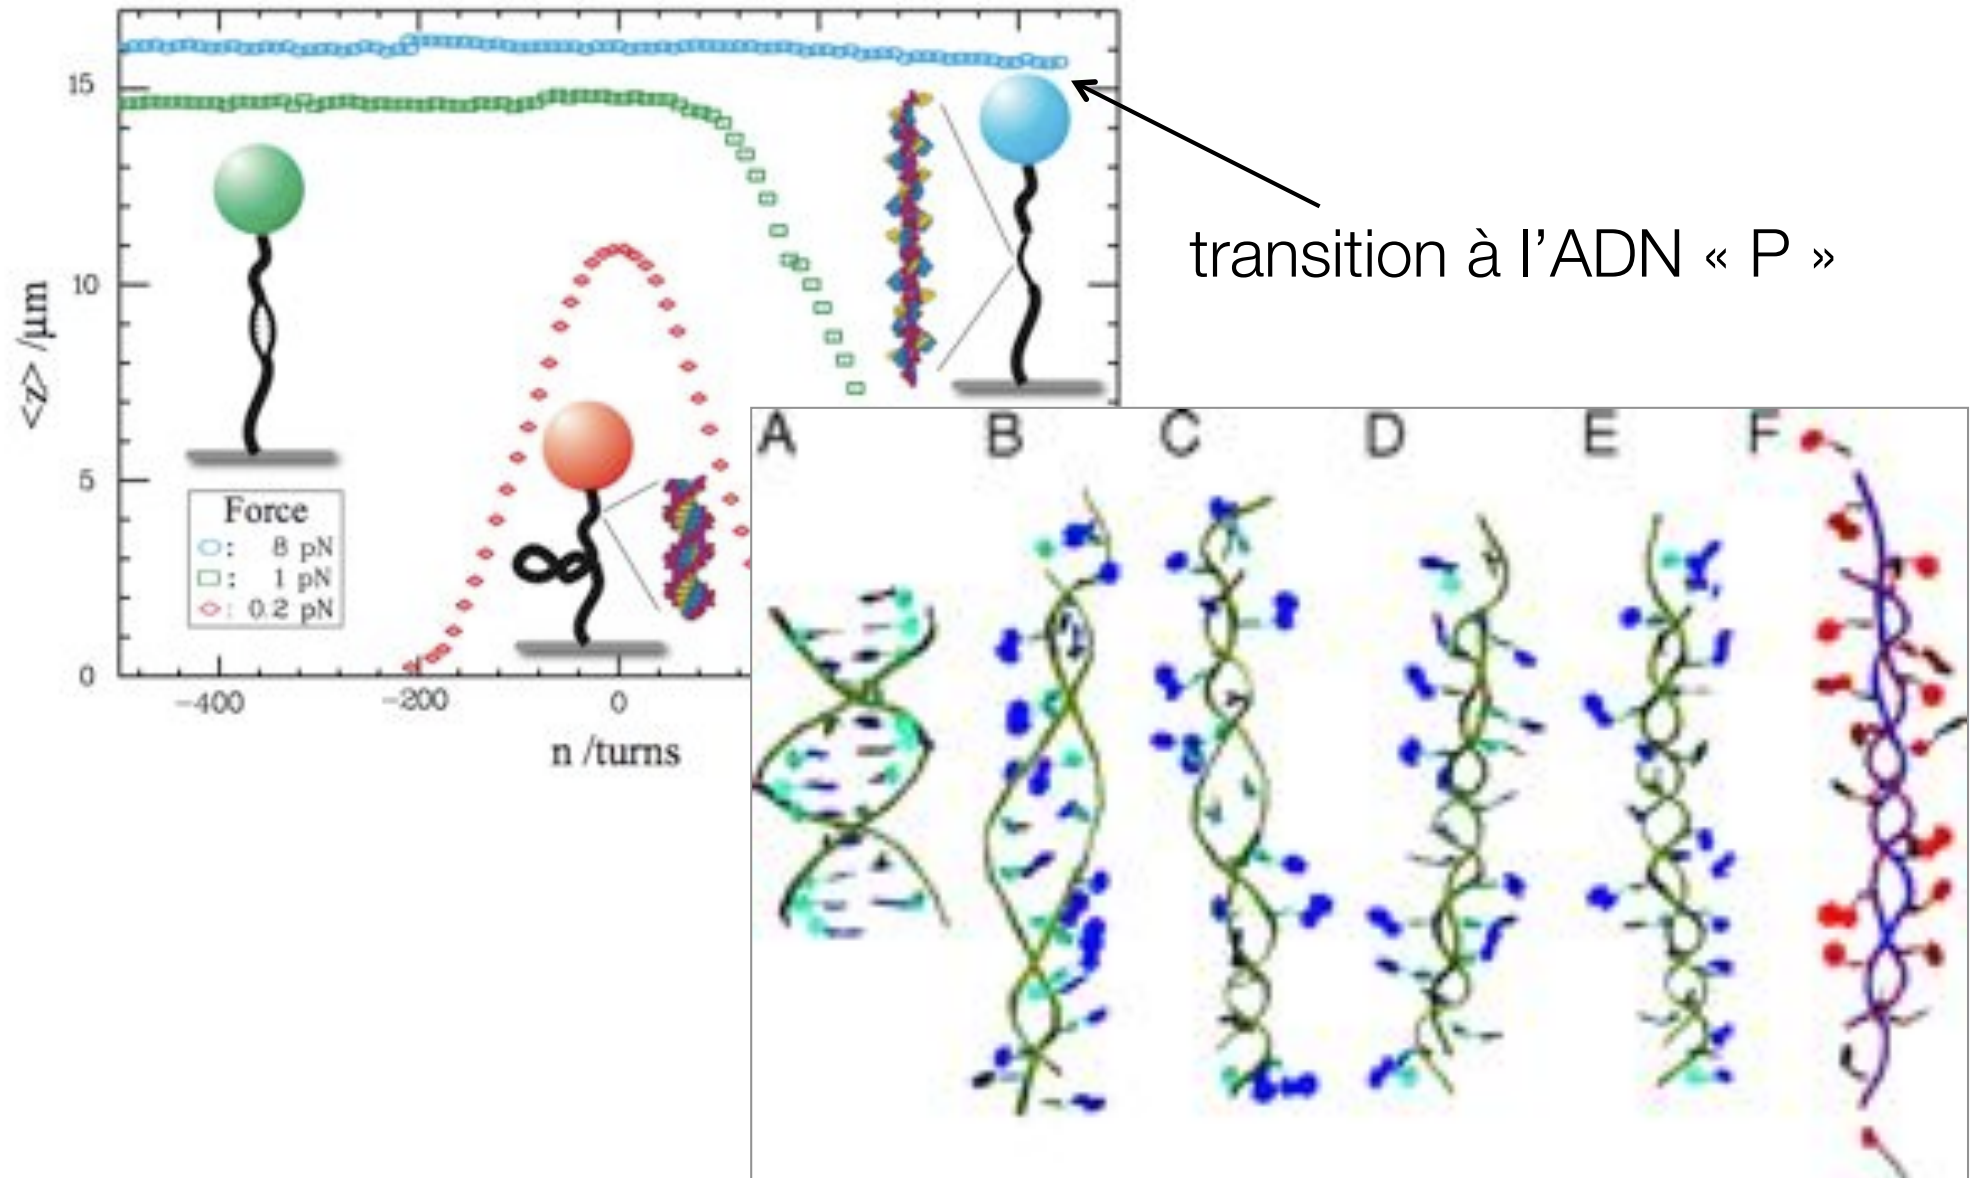 15
10
5
0
<z> /μm
Force
: 8 pN
: 1 pN
: 0.2 pN
−400
−200
0
n /turns
transition à l’ADN « P »
A
B
C
D
E
F